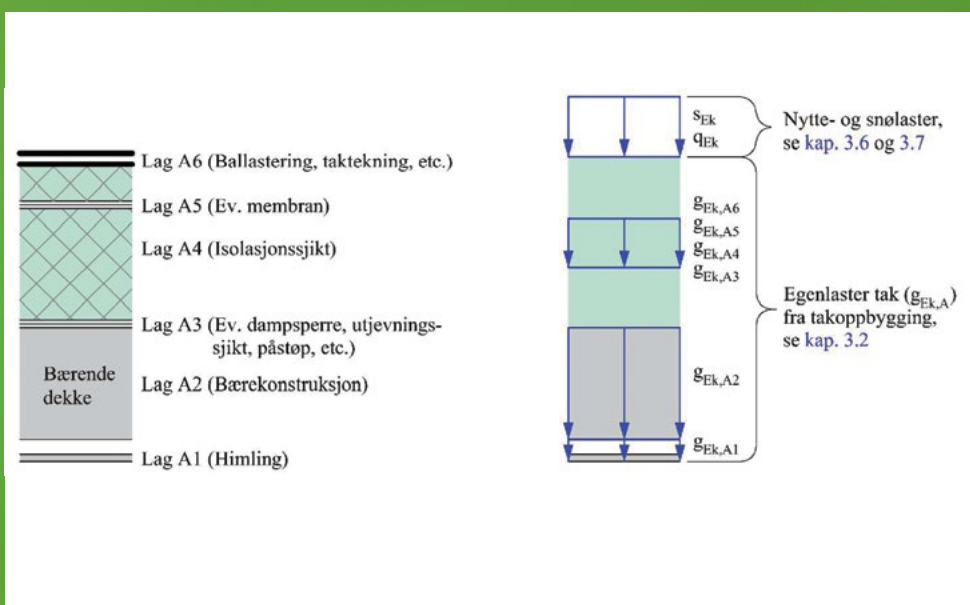 Lag A6 (Ballastering, taktekning, etc.)
Lag A5 (Ev. membran)
Lag A4 (Isolasjonssjikt)
Lag A3 (Ev. dampsperre, utjevnings-
sjikt, påstøp, etc.)
Bærende
dekke
Lag A2 (Bærekonstruksjon)
Lag A1 (Himling)
sEk
qEk
Nytte- og snølaster,
se kap. 3.6 og 3.7
gEk,A6
gEk,A5
gEk,A4
gEk,A3
Egenlaster tak (gEk,A)
fra takoppbygging,
se kap. 3.2
gEk,A2
gEk,A1